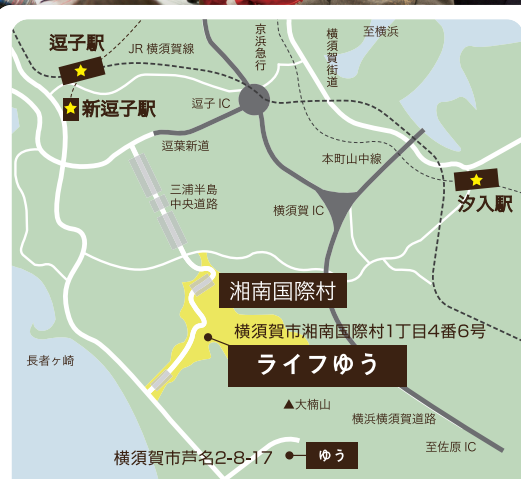 逗子駅
JR 横須賀線
京浜急行
横須賀街道
至横浜
新逗子駅
逗子 IC
逗葉新道
本町山中線
汐入駅
三浦半島
中央道路
横須賀 IC
湘南国際村
横須賀市湘南国際村1丁目4番6号
ライフゆう
長者ヶ崎
▲大楠山
横浜横須賀道路
至佐原 IC
横須賀市芦名2-8-17
ゆう